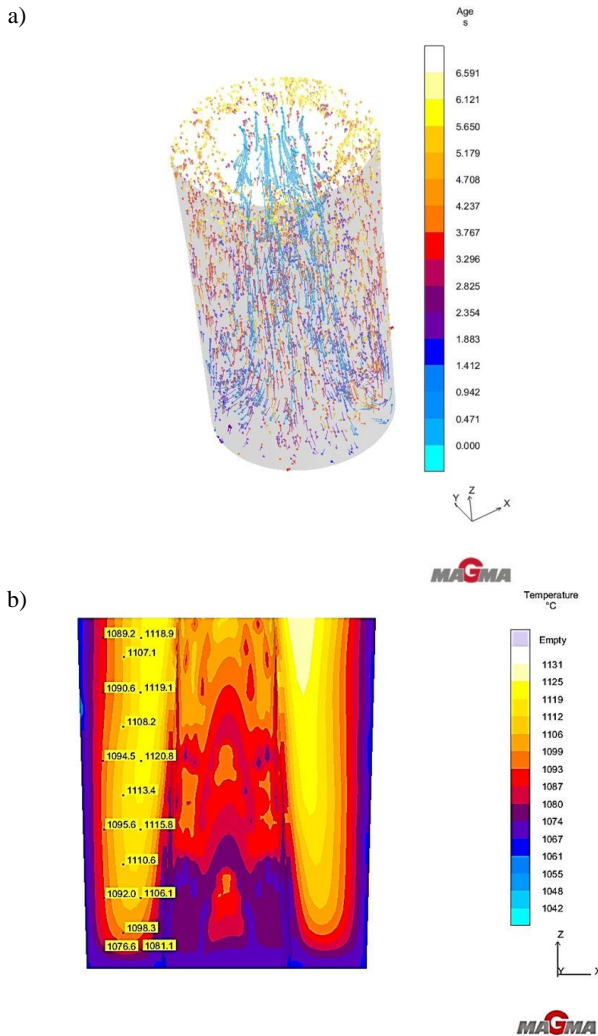 a)
Age
s
6.591
6.121
5.650
5.179
4.708
4.237
3.767
3.296
2.825
2.354
1.883
1.412
0.942
0.471
0.000
Z
Y
X
MAGMA
b)
Temperature
°C
Empty
1131
1125
1119
1112
1106
1099
1093
1087
1080
1074
1067
1061
1055
1048
1042
1089.2 1118.9
1107.1
1090.6 1119.1
1108.2
1094.5 1120.8
1113.4
1095.6 1115.8
1110.6
1092.0 1106.1
1098.3
1076.6 1081.1
Z
Y X
MAGMA